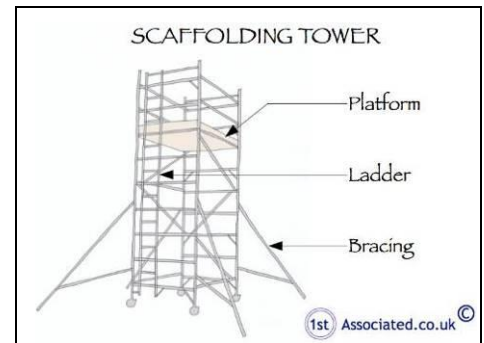 SCAFFOLDING TOWER
Platform
Ladder
Bracing
1st Associated.co.uk ©